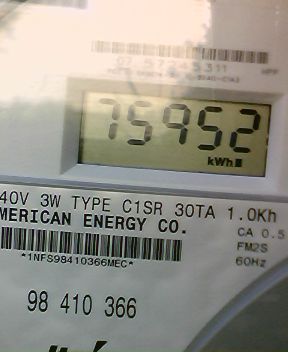 75952
kWh
40V 3W TYPE C1SR 30TA 1.0Kh
MERICAN ENERGY CO.
CA 0.5
FM2S
*1NFS98410366MEC*
60Hz
98 410 366